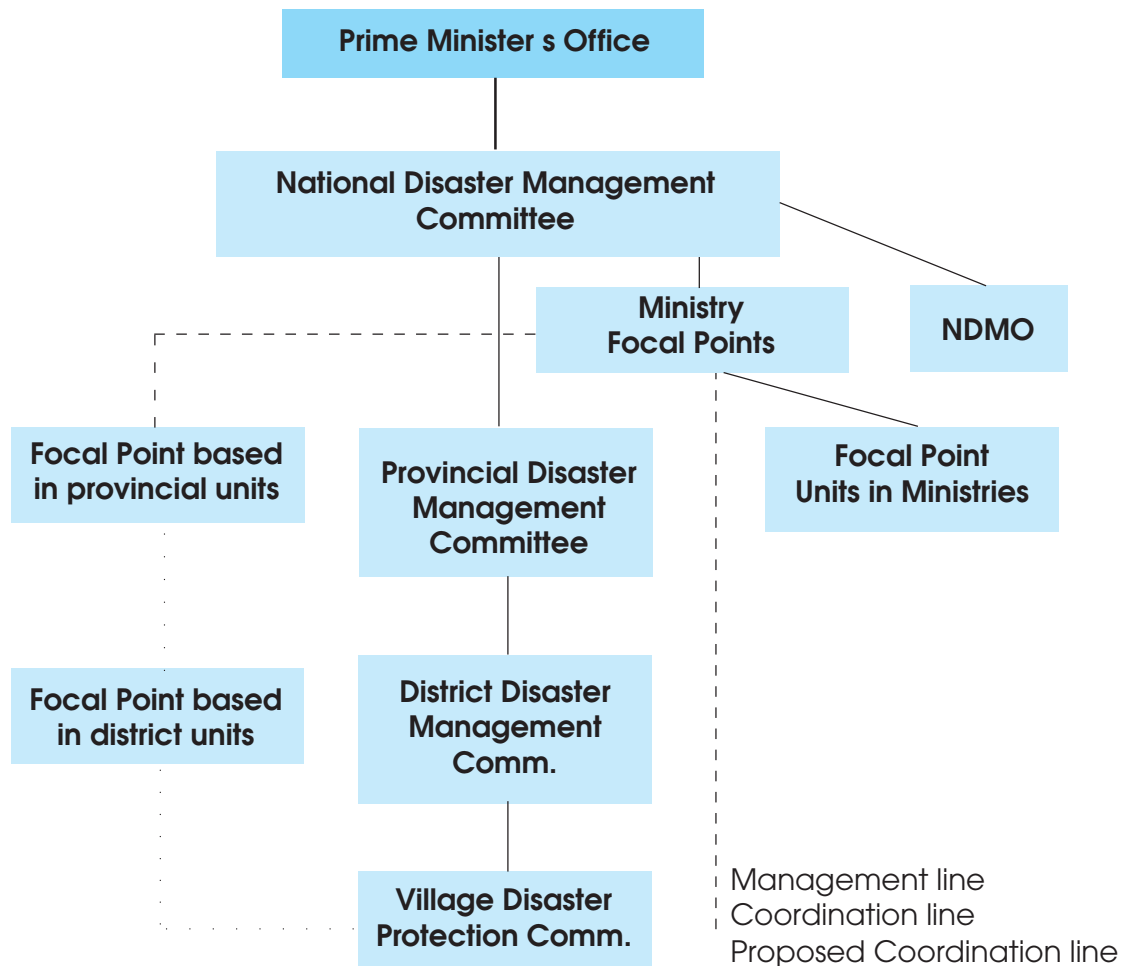 Prime Minister s Office
National Disaster Management
Committee
Ministry
Focal Points
NDMO
Focal Point based
in provincial units
Provincial Disaster
Management
Committee
Focal Point
Units in Ministries
Focal Point based
in district units
District Disaster
Management
Comm.
Village Disaster
Protection Comm.
Management line
Coordination line
Proposed Coordination line